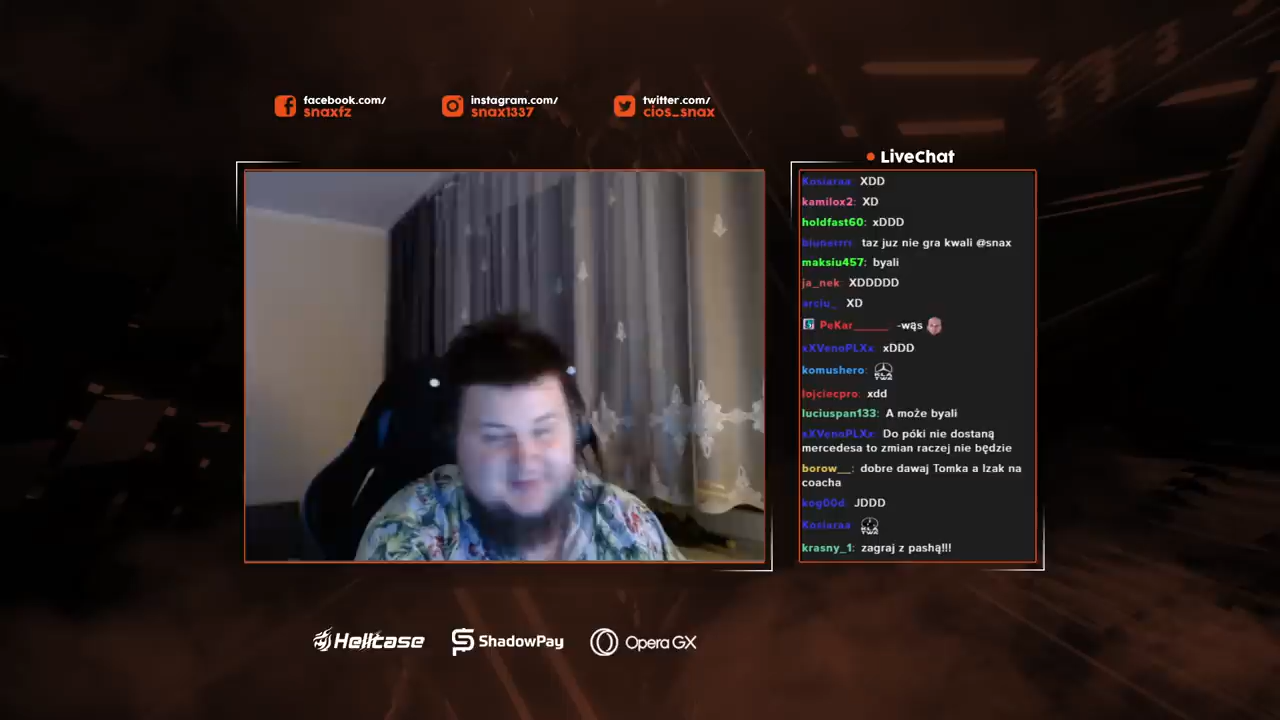 facebook.com/
snaxfz
instagram.com/
snax1337
twitter.com/
cios_snax
LiveChat
Kosiaraa: XDD
kamilox2: XD
holdfast60: xDDD
taz juz nie gra kwali @snax
maksiu457: byali
ja_nek: XDDDDD
arciu_ XD
PeKar______ -wąs
xXVenoPLXx xDDD
komushero:
lojciecpro: xdd
luciuspan133: A może byali
xXVenoPLXx Do póki nie dostaną
mercedesa to zmian raczej nie będzie
borow__: dobre dawaj Tomka a Izak na
coacha
kog00d: JDDD
Kosiaraa
krasny_1: zagraj z pashą!!!
Hellcase
ShadowPay
Opera GX